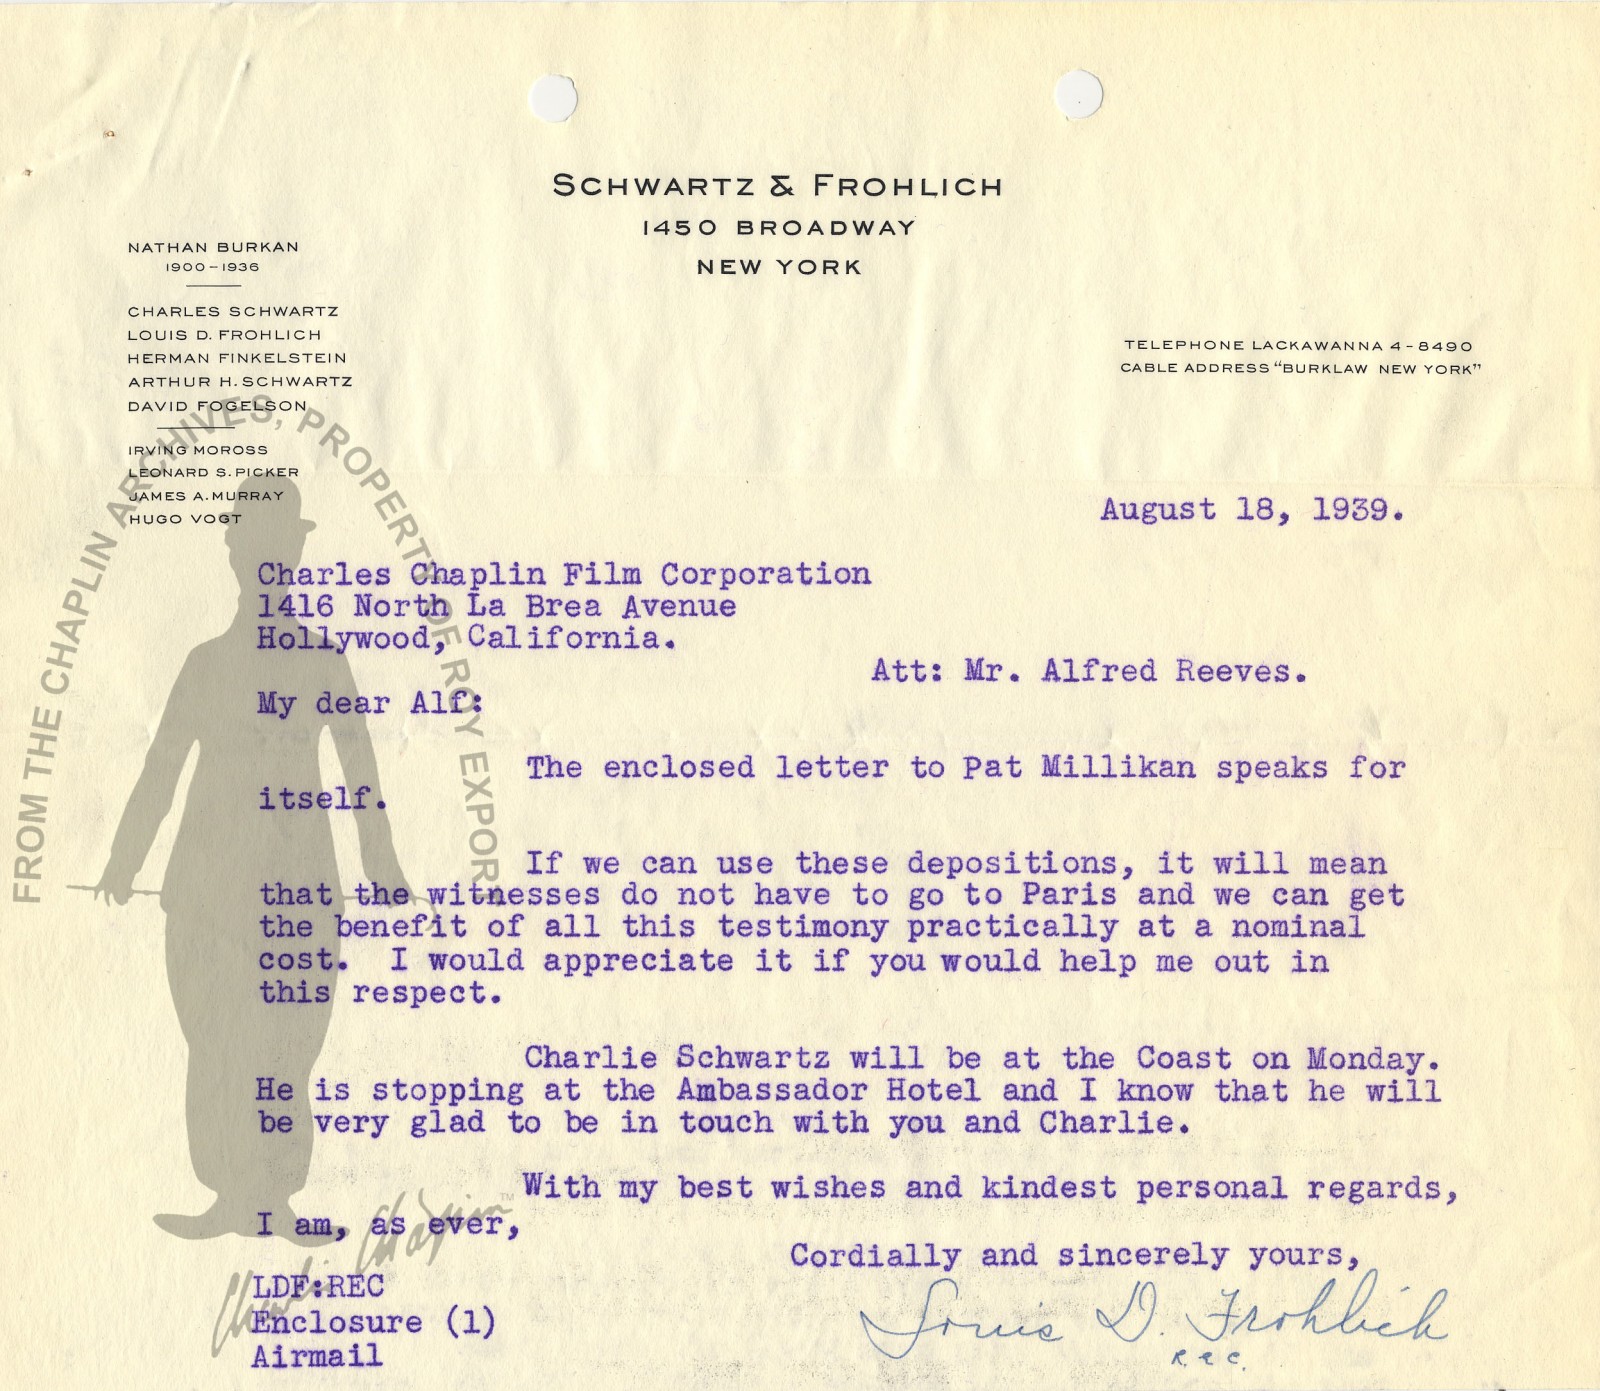 SCHWARTZ & FROHLICH
1450 BROADWAY
NEW YORK
NATHAN BURKAN
1900-1936
CHARLES SCHWARTZ
LOUIS D. FROHLICH
HERMAN FINKELSTEIN
ARTHUR H. SCHWARTZ
DAVID FOGELSON
IRVING MOROSS
LEONARD S. PICKER
JAMES A. MURRAY
HUGO VOGT
TELEPHONE LACKAWANNA 4-8490
CABLE ADDRESS "BURKLAW NEW YORK"
FROM THE CHAPLIN ARCHIVES, PROPERTY OF ROY EXPORT
August 18, 1939.
Charles Chaplin Film Corporation
1416 North La Brea Avenue
Hollywood, California.
Att: Mr. Alfred Reeves.
My dear Alf:
The enclosed letter to Pat Millikan speaks for
itself.
If we can use these depositions, it will mean
that the witnesses do not have to go to Paris and we can get
the benefit of all this testimony practically at a nominal
cost. I would appreciate it if you would help me out in
this respect.
Charlie Schwartz will be at the Coast on Monday.
He is stopping at the Ambassador Hotel and I know that he will
be very glad to be in touch with you and Charlie.
With my best wishes and kindest personal regards,
I am, as ever,
Cordially and sincerely yours,
Louis D. Frohlich
R.E.C.
LDF:REC
Enclosure (1)
Airmail
Charlie Chaplin™